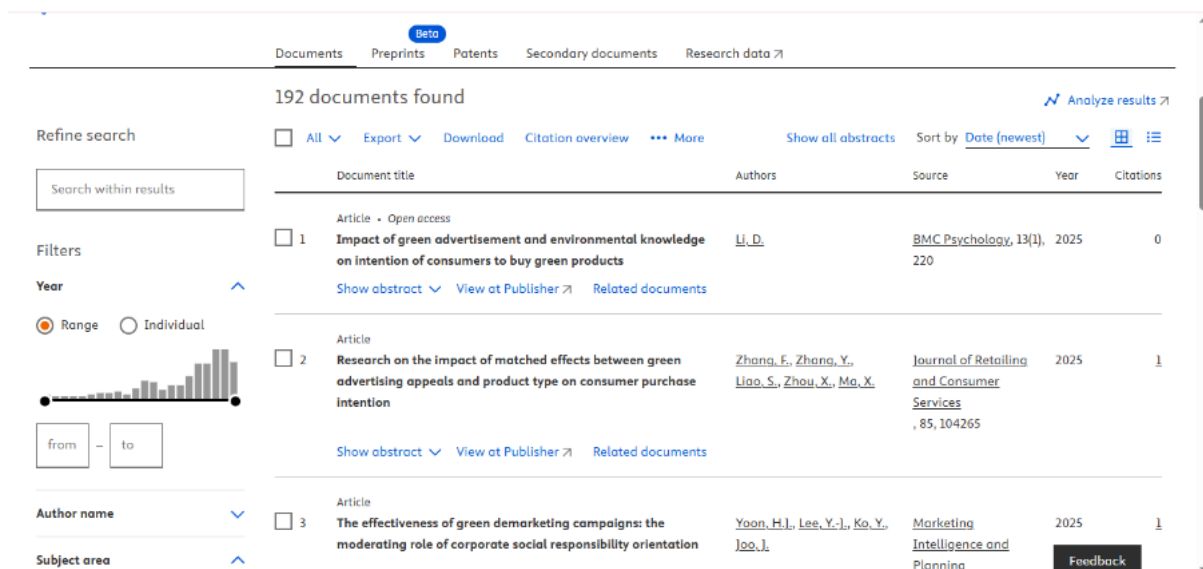 Beta
Documents Preprints Patents Secondary documents Research data
192 documents found
Analyze results
Refine search
All Export Download Citation overview ••• More Show all abstracts Sort by Date (newest)
Search within results
Document title Authors Source Year Citations
Filters
Year
Range Individual
from – to
Author name
Subject area
Article • Open access
1 Impact of green advertisement and environmental knowledge Li, D. BMC Psychology, 13(1), 2025 0
on intention of consumers to buy green products 220
Show abstract View at Publisher Related documents
Article
2 Research on the impact of matched effects between green Zhang, F., Zhang, Y., Journal of Retailing 2025 1
advertising appeals and product type on consumer purchase Liao, S., Zhou, X., Ma, X. and Consumer
intention Services
, 85, 104265
Show abstract View at Publisher Related documents
Article
3 The effectiveness of green demarketing campaigns: the Yoon, H.J., Lee, Y.-J., Ko, Y., Marketing 2025 1
moderating role of corporate social responsibility orientation Joo, J. Intelligence and
Planning
Feedback